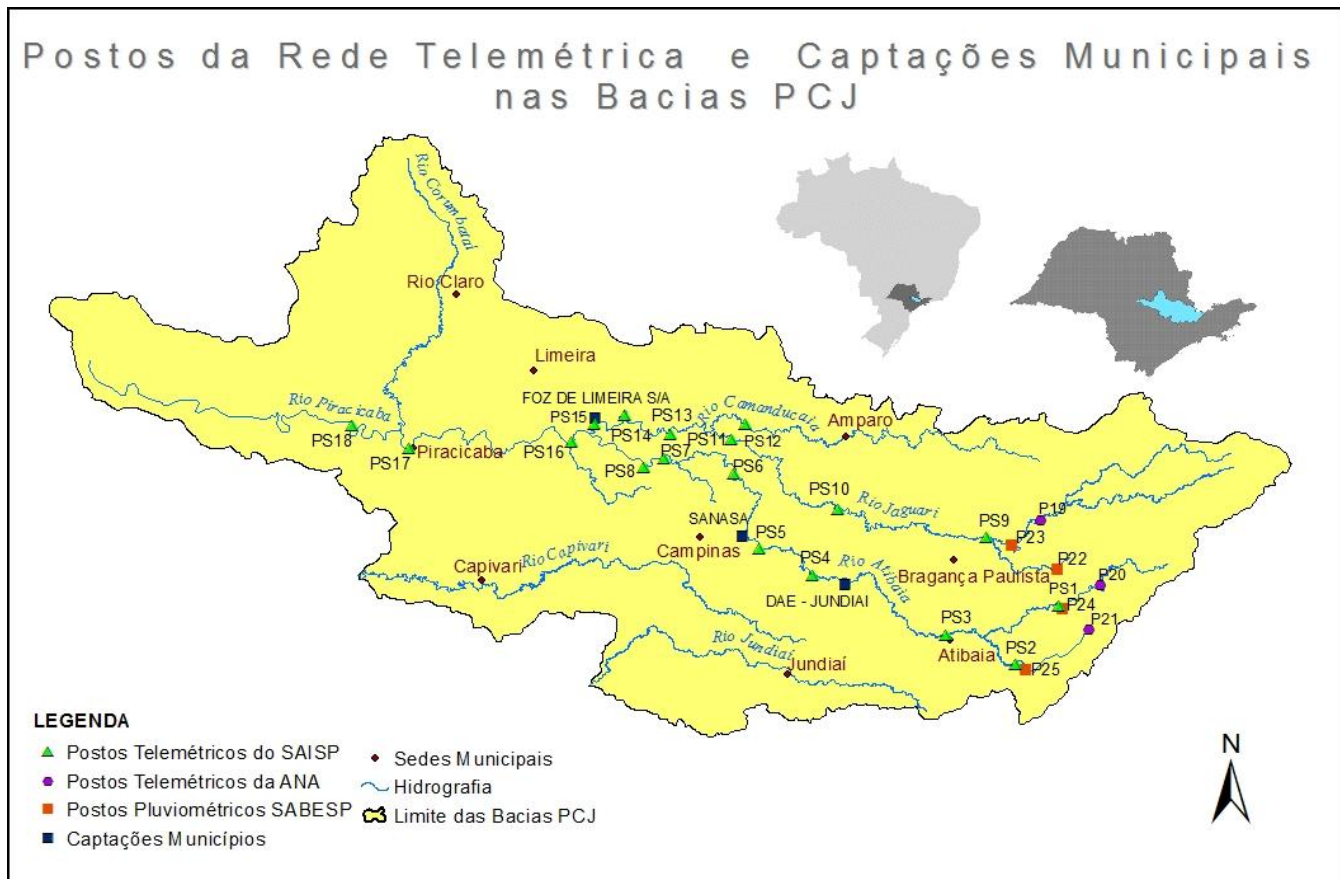 Postos da Rede Telemétrica e Captações Municipais
nas Bacias PCJ
Rio Corumbataí
Rio Claro
Limeira
FOZ DE LIMEIRA S/A
Rio Piracicaba
PS15
PS13
Rio Camanducaia
Amparo
PS18
PS14
PS11
PS12
PS17
Piracicaba
PS16
PS7
PS8
PS6
PS10
Rio Jaguari
P19
SANASA
PS9
P23
PS5
Campinas
Rio Capivari
Capivari
PS4
Rio Atibaia
Bragança Paulista
P22
P20
DAE - JUNDIAI
PS1
P24
P21
PS3
Atibaia
Rio Jundiaí
Jundiaí
PS2
P25
LEGENDA
Postos Telemétricos do SAISP
Postos Telemétricos da ANA
Postos Pluviométricos SABESP
Captações Municípios
Sedes Municipais
Hidrografia
Limite das Bacias PCJ
N